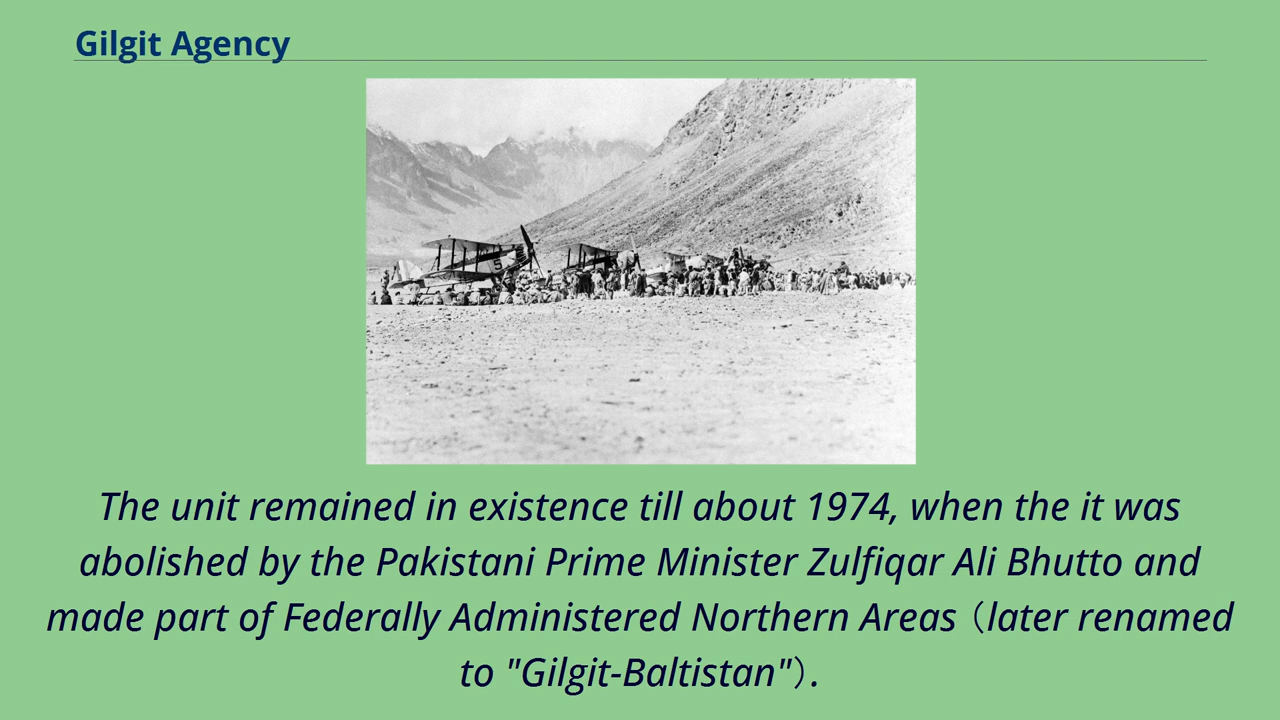 Gilgit Agency
5
The unit remained in existence till about 1974, when the it was
abolished by the Pakistani Prime Minister Zulfiqar Ali Bhutto and
made part of Federally Administered Northern Areas（later renamed
to "Gilgit-Baltistan"）.